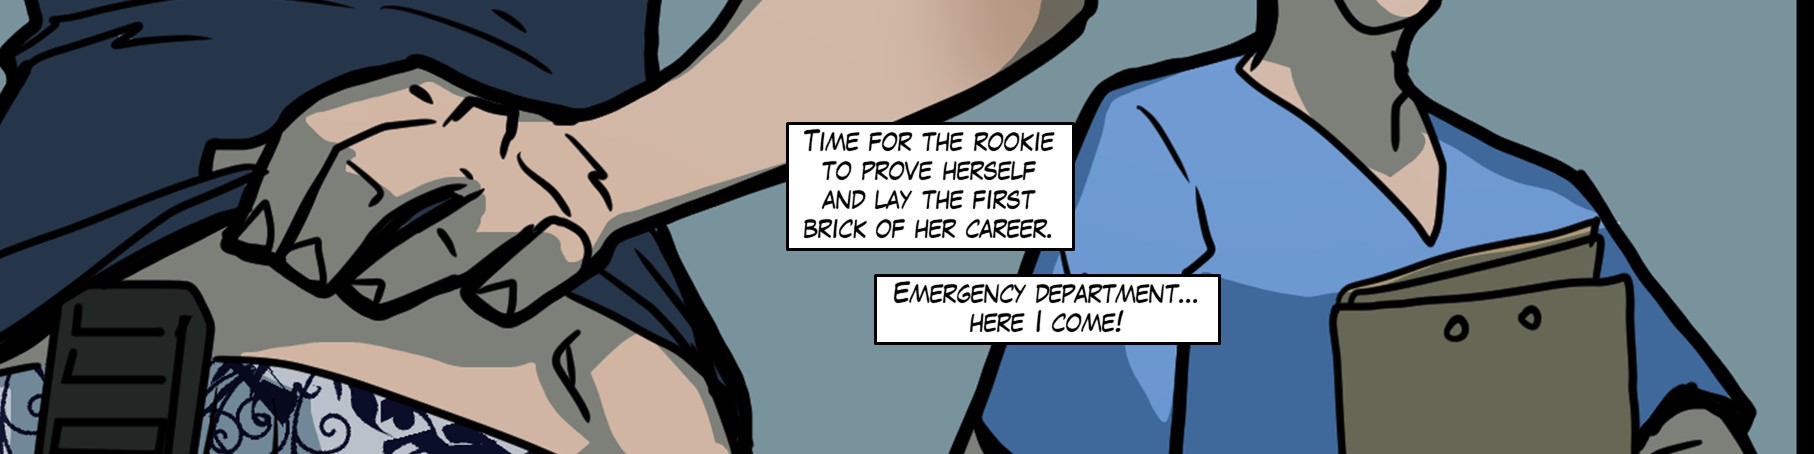 Time for the rookie
to prove herself
and lay the first
brick of her career.
Emergency department...
here I come!